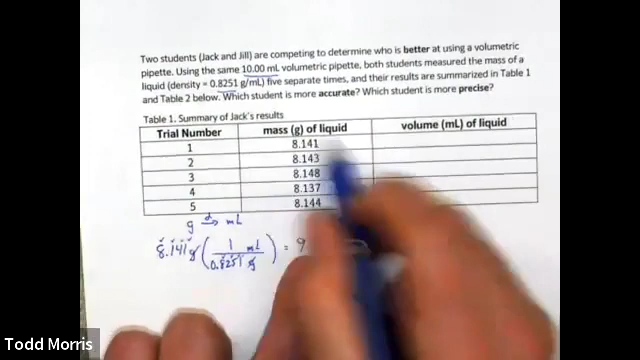 Two students (Jack and Jill) are competing to determine who is better at using a volumetric
pipette. Using the same 10.00 mL volumetric pipette, both students measured the mass of a
liquid (density = 0.8251 g/mL) five separate times, and their results are summarized in Table 1
and Table 2 below. Which student is more accurate? Which student is more precise?
Table 1. Summary of Jack's results
Trial Number mass (g) of liquid volume (mL) of liquid
1 8.141
2 8.143
3 8.148
4 8.137
5 8.144
g d→ mL
8.141g ( 1 mL / 0.8251 g ) = 9
Todd Morris